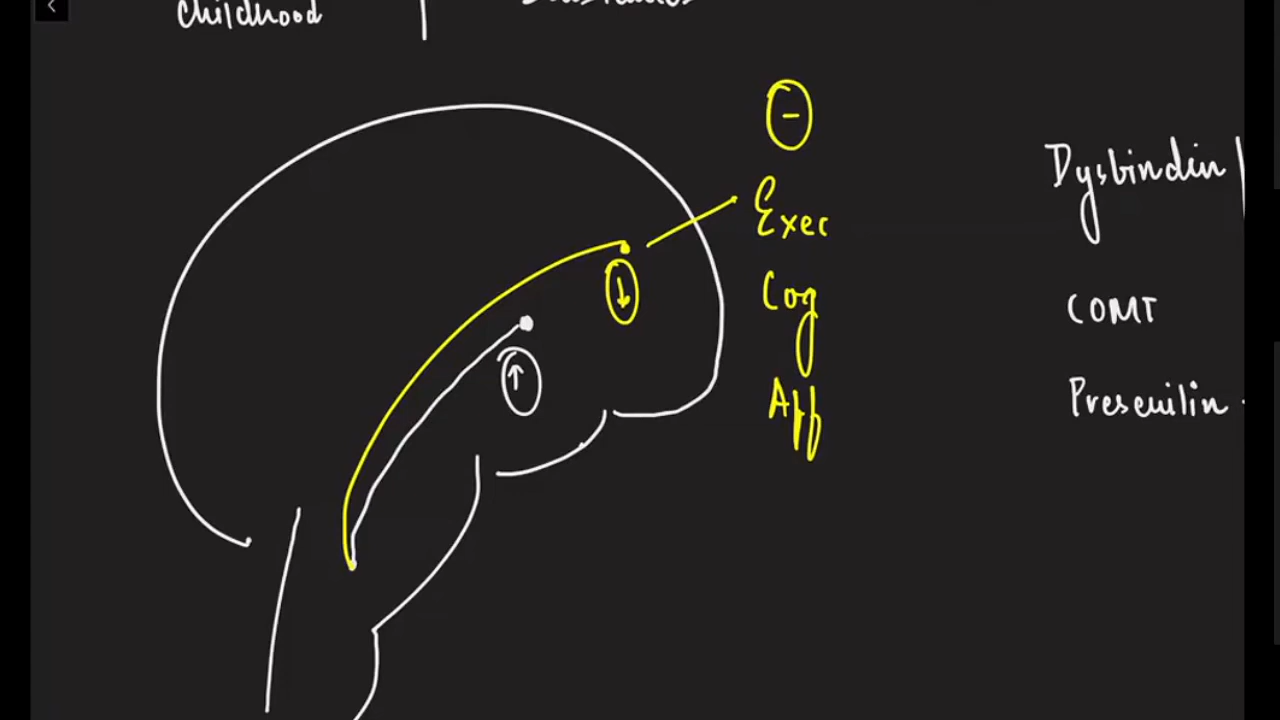 Childhood
−
Exec
Cog
Aff
↓
↑
Dysbindin
COMT
Presenilin